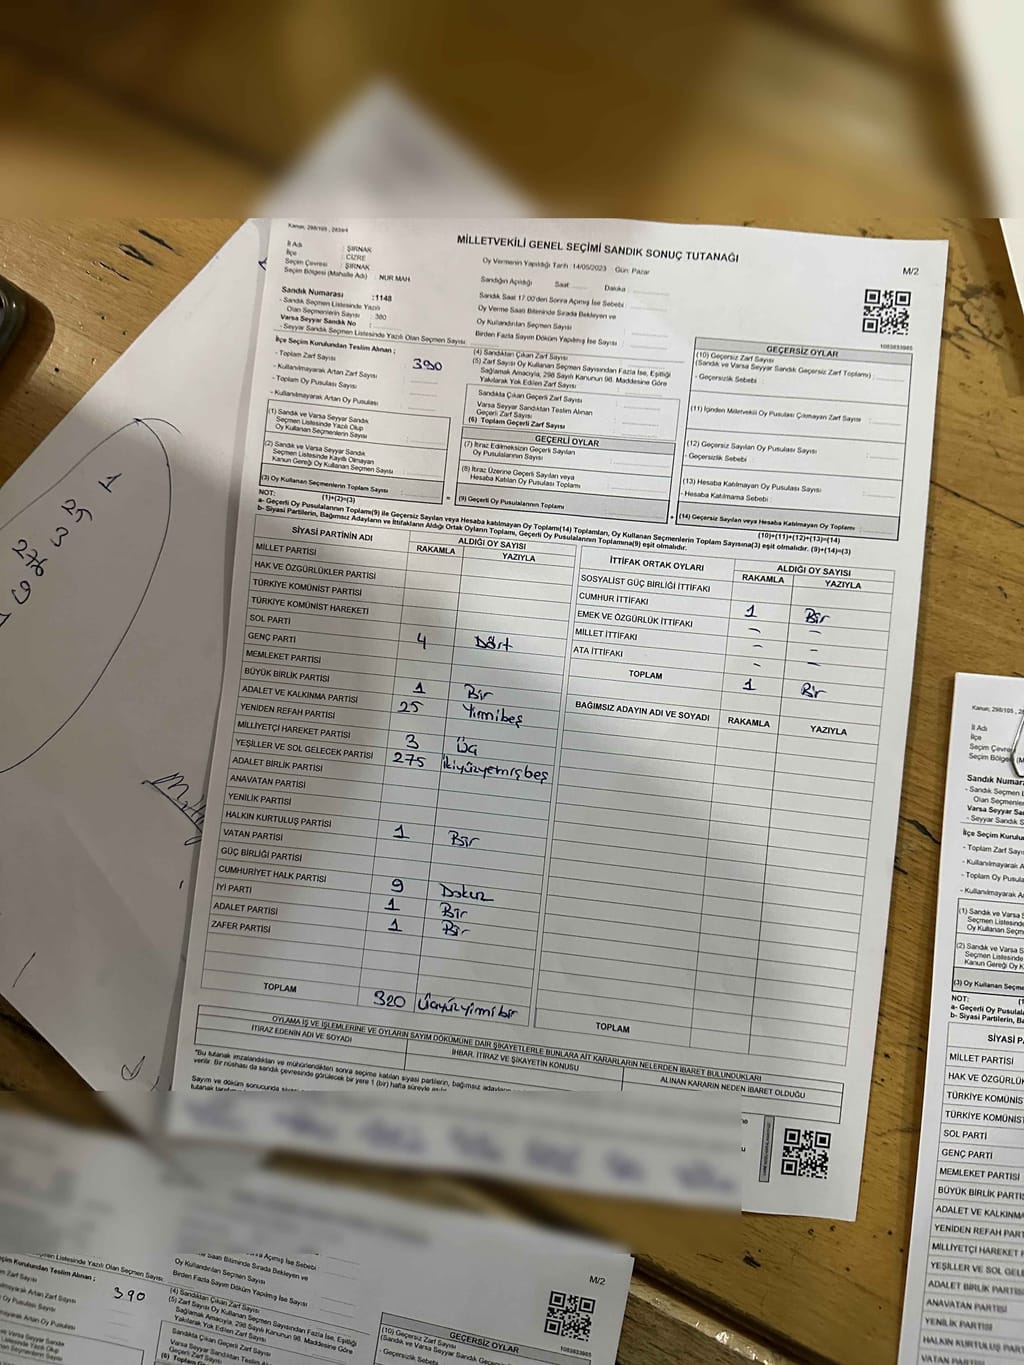 Kanun; 298/105 , 2839/4
MİLLETVEKİLİ GENEL SEÇİMİ SANDIK SONUÇ TUTANAĞI
M/2
İl Adı : ŞIRNAK
İlçe : CİZRE
Seçim Çevresi : ŞIRNAK
Seçim Bölgesi (Mahalle Adı) : NUR MAH
Oy Vermenin Yapıldığı Tarih :14/05/2023 Gün: Pazar
Sandığın Açıldığı Saat Dakika :
Sandık Numarası :1148
- Sandık Seçmen Listesinde Yazılı
Olan Seçmenlerin Sayısı : 380
Varsa Seyyar Sandık No :
- Seyyar Sandık Seçmen Listesinde Yazılı Olan Seçmen Sayısı
Sandık Saat 17.00'den Sonra Açılmış İse Sebebi
Oy Verme Saati Bitiminde Sırada Bekleyen ve
Oy Kullandırılan Seçmen Sayısı
Birden Fazla Sayım Döküm Yapılmış İse Sayısı
1083833985
İlçe Seçim Kurulundan Teslim Alınan ;
- Toplam Zarf Sayısı : 390
- Kullanılmayarak Artan Zarf Sayısı
- Toplam Oy Pusulası Sayısı
- Kullanılmayarak Artan Oy Pusulası
(4) Sandıktan Çıkan Zarf Sayısı
(5) Zarf Sayısı Oy Kullanan Seçmen Sayısından Fazla İse, Eşitliği
Sağlamak Amacıyla, 298 Sayılı Kanunun 98. Maddesine Göre
Yakılarak Yok Edilen Zarf Sayısı
Sandıkta Çıkan Geçerli Zarf Sayısı
Varsa Seyyar Sandıktan Teslim Alınan
Geçerli Zarf Sayısı
(6) Toplam Geçerli Zarf Sayısı
GEÇERSİZ OYLAR
(10) Geçersiz Zarf Sayısı
(Sandık ve Varsa Seyyar Sandık Geçersiz Zarf Toplamı) :
- Geçersizlik Sebebi :
(11) İçinden Milletvekili Oy Pusulası Çıkmayan Zarf Sayısı :
(12) Geçersiz Sayılan Oy Pusulası Sayısı
- Geçersizlik Sebebi
(13) Hesaba Katılmayan Oy Pusulası Sayısı
- Hesaba Katılmama Sebebi :
(14) Geçersiz Sayılan veya Hesaba Katılmayan Oy Toplamı :
(10)+(11)+(12)+(13)=(14)
(1) Sandık ve Varsa Seyyar Sandık
Seçmen Listesinde Yazılı Olup
Oy Kullanan Seçmenlerin Sayısı
(2) Sandık ve Varsa Seyyar
Seçmen Listesinde Kayıtlı Olmayan
Kanun Gereği Oy Kullanan Seçmen Sayısı
(3) Oy Kullanan Seçmenlerin Toplam Sayısı
(1)+(2)=(3)
GEÇERLİ OYLAR
(7) İtiraz Edilmeksizin Geçerli Sayılan
Oy Pusulalarının Sayısı
(8) İtiraz Üzerine Geçerli Sayılan veya
Hesaba Katılan Oy Pusulası Toplamı
(9) Geçerli Oy Pusulalarının Toplamı
NOT:
a- Geçerli Oy Pusulalarının Toplamı(9) ile Geçersiz Sayılan veya Hesaba katılmayan Oy Toplamı(14) Toplamları, Oy Kullanan Seçmenlerin Toplam Sayısına(3) eşit olmalıdır. (9)+(14)=(3)
b- Siyasi Partilerin, Bağımsız Adayların ve İttifakların Aldığı Ortak Oyların Toplamı, Geçerli Oy Pusulalarının Toplamına(9) eşit olmalıdır.
SİYASİ PARTİNİN ADI ALDIĞI OY SAYISI
RAKAMLA YAZIYLA
MİLLET PARTİSİ
HAK VE ÖZGÜRLÜKLER PARTİSİ
TÜRKİYE KOMÜNİST PARTİSİ
TÜRKİYE KOMÜNİST HAREKETİ
SOL PARTİ
GENÇ PARTİ 4 Dört
MEMLEKET PARTİSİ
BÜYÜK BİRLİK PARTİSİ 1 Bir
ADALET VE KALKINMA PARTİSİ 25 Yirmibeş
YENİDEN REFAH PARTİSİ
MİLLİYETÇİ HAREKET PARTİSİ 3 Üç
YEŞİLLER VE SOL GELECEK PARTİSİ 275 ikiyüzyemişbeş
ADALET BİRLİK PARTİSİ
ANAVATAN PARTİSİ
YENİLİK PARTİSİ
HALKIN KURTULUŞ PARTİSİ 1 Bir
VATAN PARTİSİ
GÜÇ BİRLİĞİ PARTİSİ
CUMHURİYET HALK PARTİSİ 9 Dokuz
İYİ PARTİ 1 Bir
ADALET PARTİSİ 1 Bir
ZAFER PARTİSİ
TOPLAM 320 Üçyüzyirmibir
İTTİFAK ORTAK OYLARI ALDIĞI OY SAYISI
RAKAMLA YAZIYLA
SOSYALİST GÜÇ BİRLİĞİ İTTİFAKI
CUMHUR İTTİFAKI 1 Bir
EMEK VE ÖZGÜRLÜK İTTİFAKI - -
MİLLET İTTİFAKI - -
ATA İTTİFAKI - -
TOPLAM 1 Bir
BAĞIMSIZ ADAYIN ADI VE SOYADI RAKAMLA YAZIYLA
TOPLAM
OYLAMA İŞ VE İŞLEMLERİNE VE OYLARIN SAYIM DÖKÜMÜNE DAİR ŞİKAYETLERLE BUNLARA AİT KARARLARIN NELERDEN İBARET BULUNDUKLARI
İTİRAZ EDENİN ADI VE SOYADI İHBAR, İTİRAZ VE ŞİKAYETİN KONUSU ALINAN KARARIN NEDEN İBARET OLDUĞU
"Bu tutanak imzalandıktan ve mühürlendikten sonra seçime katılan siyasi partilerin, bağımsız adayların
verilir. Bir nüshası da sandık çevresinde görülecek bir yere 1 (bir) hafta süreyle
Sayım ve döküm sonucunda
1
25
3
276
9
390
M/2
GEÇERSİZ OYLAR